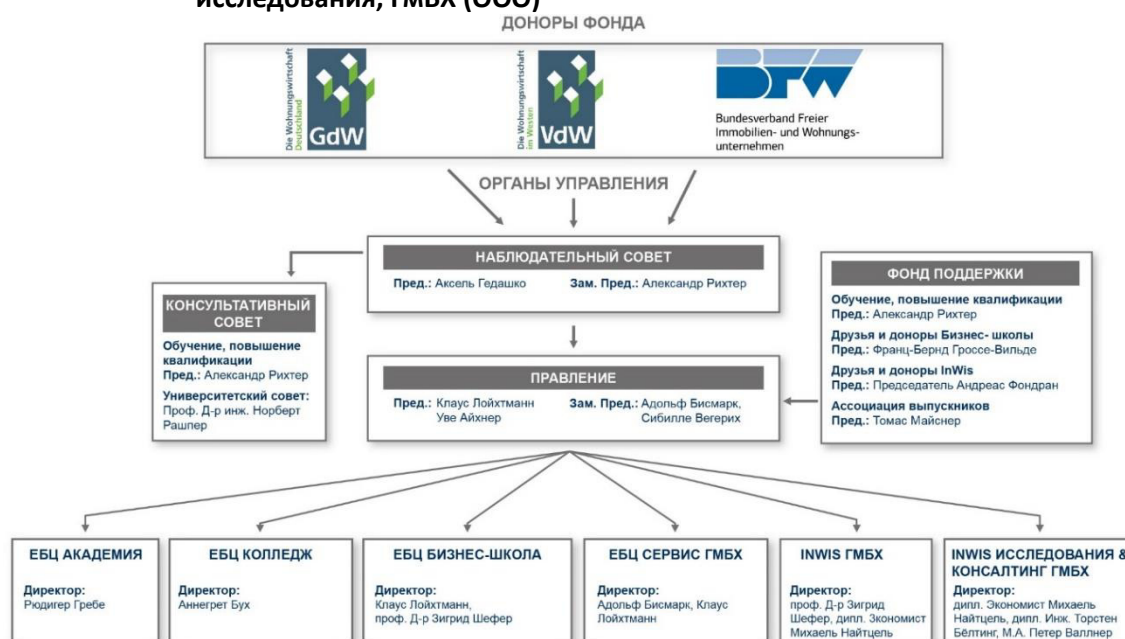 исследования, ГМБХ (ООО)
ДОНОРЫ ФОНДА
Die Wohnungswirtschaft
Deutschland
GdW
Die Wohnungswirtschaft
im Westen
VdW
BFW
Bundesverband Freier
Immobilien- und Wohnungs-
unternehmen
ОРГАНЫ УПРАВЛЕНИЯ
НАБЛЮДАТЕЛЬНЫЙ СОВЕТ
Пред.: Аксель Гедашко
Зам. Пред.: Александр Рихтер
КОНСУЛЬТАТИВНЫЙ
СОВЕТ
Обучение, повышение
квалификации
Пред.: Александр Рихтер
Университетский совет:
Проф. Д-р инж. Норберт
Рашпер
ПРАВЛЕНИЕ
Пред.: Клаус Лойхтманн
Уве Айхнер
Зам. Пред.: Адольф Бисмарк,
Сибилле Вегерих
ФОНД ПОДДЕРЖКИ
Обучение, повышение квалификации
Пред.: Александр Рихтер
Друзья и доноры Бизнес- школы
Пред.: Франц-Бернд Гроссе-Вильде
Друзья и доноры InWis
Пред.: Председатель Андреас Фондран
Ассоциация выпускников
Пред.: Томас Майснер
ЕБЦ АКАДЕМИЯ
Директор:
Рюдигер Гребе
ЕБЦ КОЛЛЕДЖ
Директор:
Аннегрет Бух
ЕБЦ БИЗНЕС-ШКОЛА
Директор:
Клаус Лойхтманн,
проф. Д-р Зигрид Шефер
ЕБЦ СЕРВИС ГМБХ
Директор:
Адольф Бисмарк, Клаус
Лойхтманн
INWIS ГМБХ
Директор:
проф. Д-р Зигрид
Шефер, дипл. Экономист
Михаель Найтцель
INWIS ИССЛЕДОВАНИЯ &
КОНСАЛТИНГ ГМБХ
Директор:
дипл. Экономист Михаель
Найтцель, дипл. Инж. Торстен
Бёлтинг, М.А. Петер Валлнер